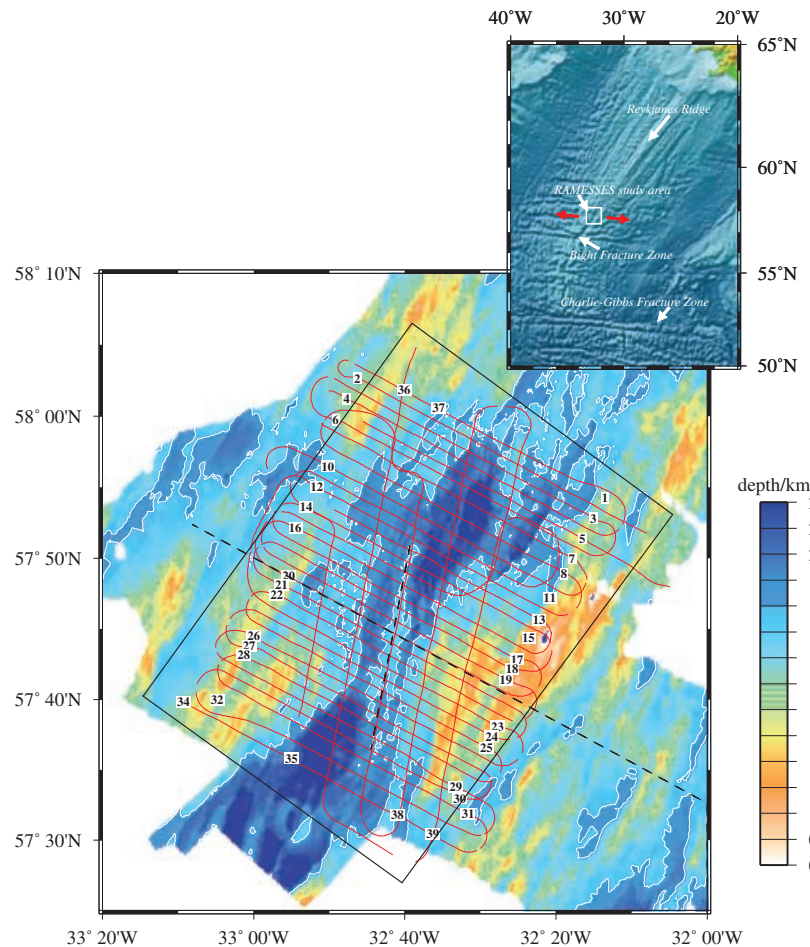 40˚W 30˚W 20˚W
65˚N
Reykjanes Ridge
60˚N
RAMESSES study area
Bight Fracture Zone
55˚N
Charlie-Gibbs Fracture Zone
50˚N
58˚ 10'N
58˚ 00'N
57˚ 50'N
57˚ 40'N
57˚ 30'N
2
36
4
37
6
10
12
1
14
3
16
5
7
20
8
21
22
11
13
26
15
27
28
17
18
19
34
32
23
24
25
35
29
30
31
38
39
depth/km
33˚ 20'W 33˚ 00'W 32˚ 40'W 32˚ 20'W 32˚ 00'W